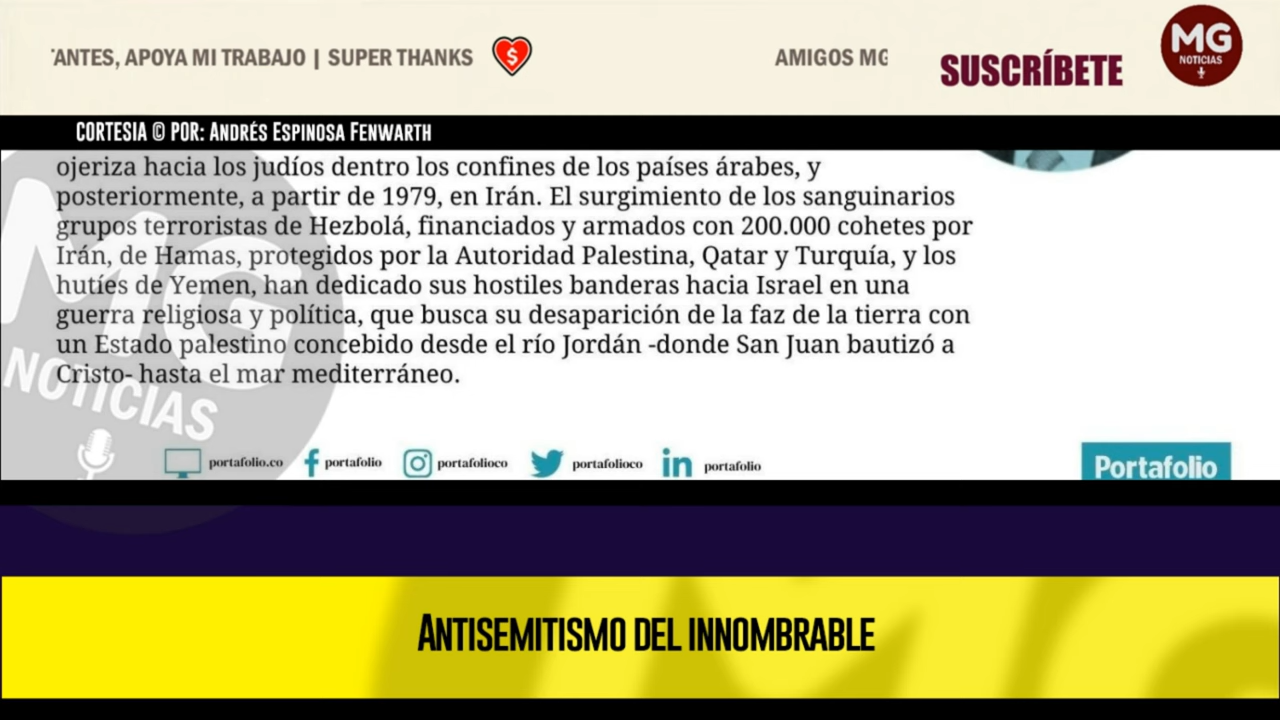 'ANTES, APOYA MI TRABAJO | SUPER THANKS
AMIGOS MG
SUSCRÍBETE
MG
NOTICIAS
CORTESIA © POR: ANDRÉS ESPINOSA FENWARTH
ojeriza hacia los judíos dentro los confines de los países árabes, y
posteriormente, a partir de 1979, en Irán. El surgimiento de los sanguinarios
grupos terroristas de Hezbolá, financiados y armados con 200.000 cohetes por
Irán, de Hamas, protegidos por la Autoridad Palestina, Qatar y Turquía, y los
hutíes de Yemen, han dedicado sus hostiles banderas hacia Israel en una
guerra religiosa y política, que busca su desaparición de la faz de la tierra con
un Estado palestino concebido desde el río Jordán -donde San Juan bautizó a
Cristo- hasta el mar mediterráneo.
MG
NOTICIAS
portafolio.co
portafolio
portafolioco
portafolioco
portafolio
Portafolio
ANTISEMITISMO DEL INNOMBRABLE